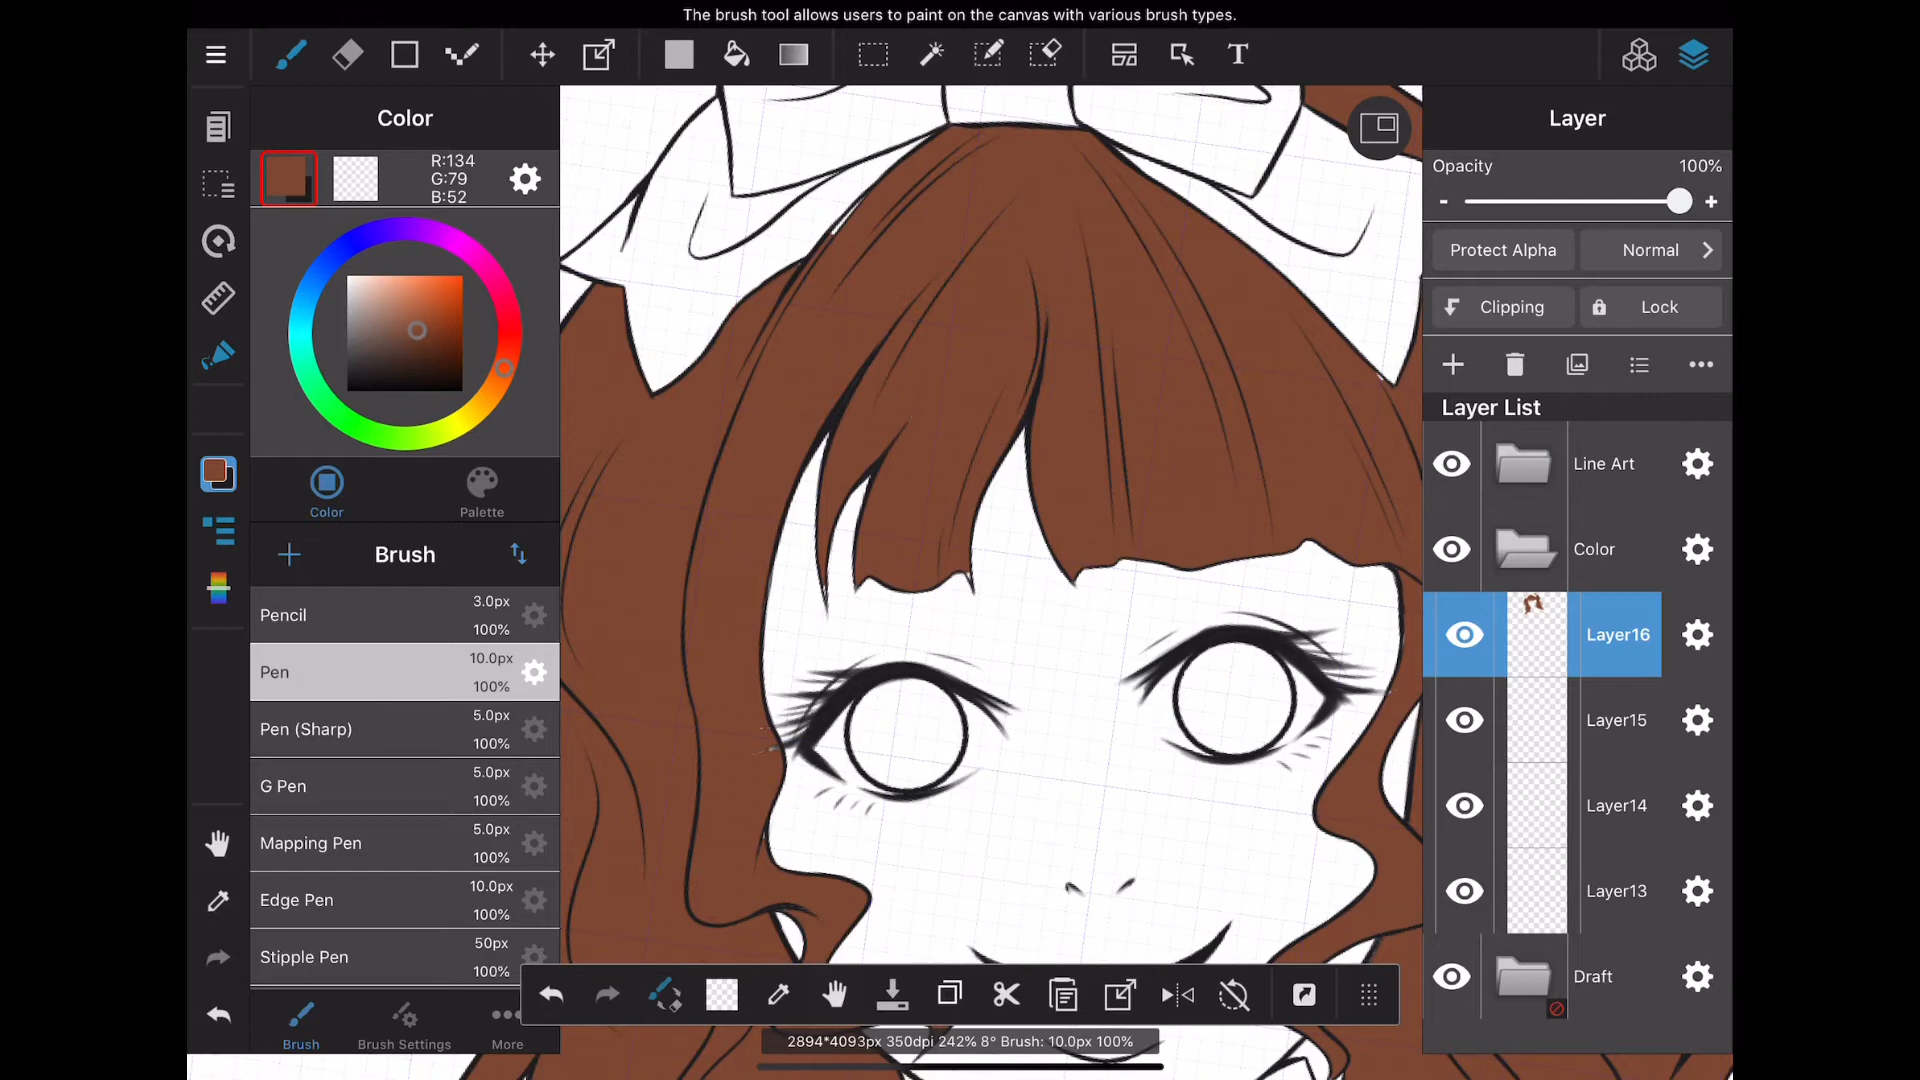 The brush tool allows users to paint on the canvas with various brush types.
T
Color
R:134
G:79
B:52
Color
Palette
Brush
Pencil
3.0px
100%
Pen
10.0px
100%
Pen (Sharp)
5.0px
100%
G Pen
5.0px
100%
Mapping Pen
5.0px
100%
Edge Pen
10.0px
100%
Stipple Pen
50px
100%
Brush
Brush Settings
More
2894*4093px 350dpi 242% 8° Brush: 10.0px 100%
Layer
Opacity
100%
- +
Protect Alpha
Normal
Clipping
Lock
Layer List
Line Art
Color
Layer16
Layer15
Layer14
Layer13
Draft